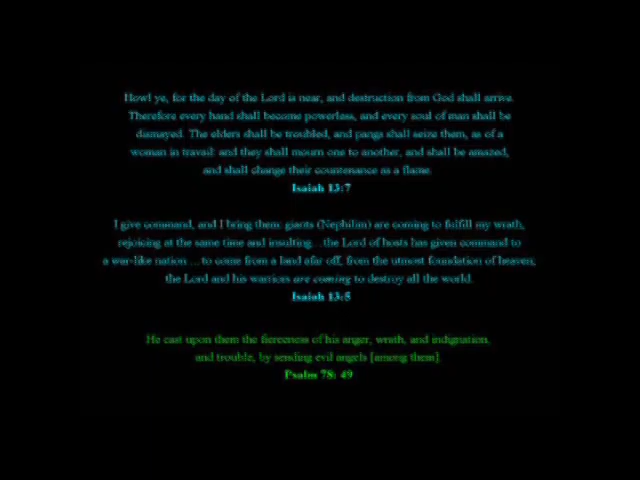 Howl ye, for the day of the Lord is near, and destruction from God shall arrive.
Therefore every hand shall become powerless, and every soul of man shall be
dismayed. The elders shall be troubled, and pangs shall seize them, as of a
woman in travail: and they shall mourn one to another, and shall be amazed,
and shall change their countenance as a flame.
Isaiah 13:7
I give command, and I bring them: giants (Nephilim) are coming to fulfill my wrath,
rejoicing at the same time and insulting…the Lord of hosts has given command to
a war-like nation…to come from a land afar off, from the utmost foundation of heaven;
the Lord and his warriors are coming to destroy all the world.
Isaiah 13:5
He cast upon them the fierceness of his anger, wrath, and indignation,
and trouble, by sending evil angels [among them]
Psalm 78: 49